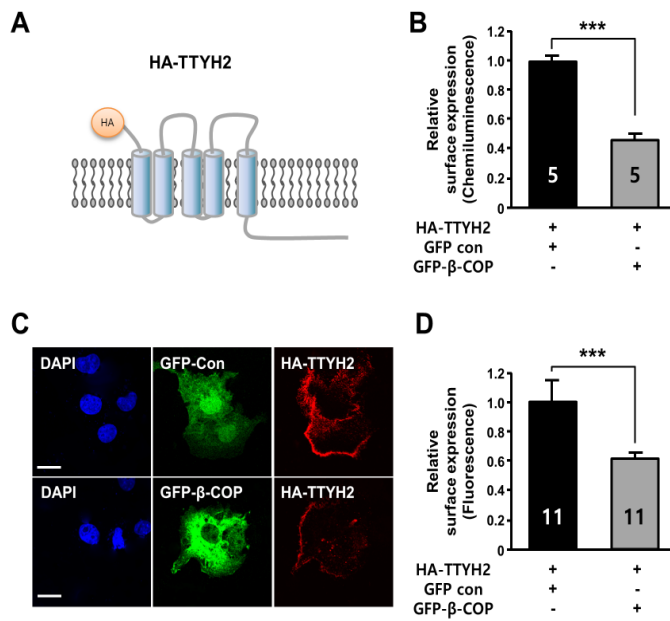 A
HA-TTYH2
HA
B
Relative
surface expression
(Chemiluminescence)
1.2
1.0
0.8
0.6
0.4
0.2
0
***
5
5
HA-TTYH2 + +
GFP con + -
GFP-β-COP - +
C
DAPI GFP-Con HA-TTYH2
DAPI GFP-β-COP HA-TTYH2
D
Relative
surface expression
(Fluorescence)
1.2
1.0
0.8
0.6
0.4
0.2
0
***
11
11
HA-TTYH2 + +
GFP con + -
GFP-β-COP - +